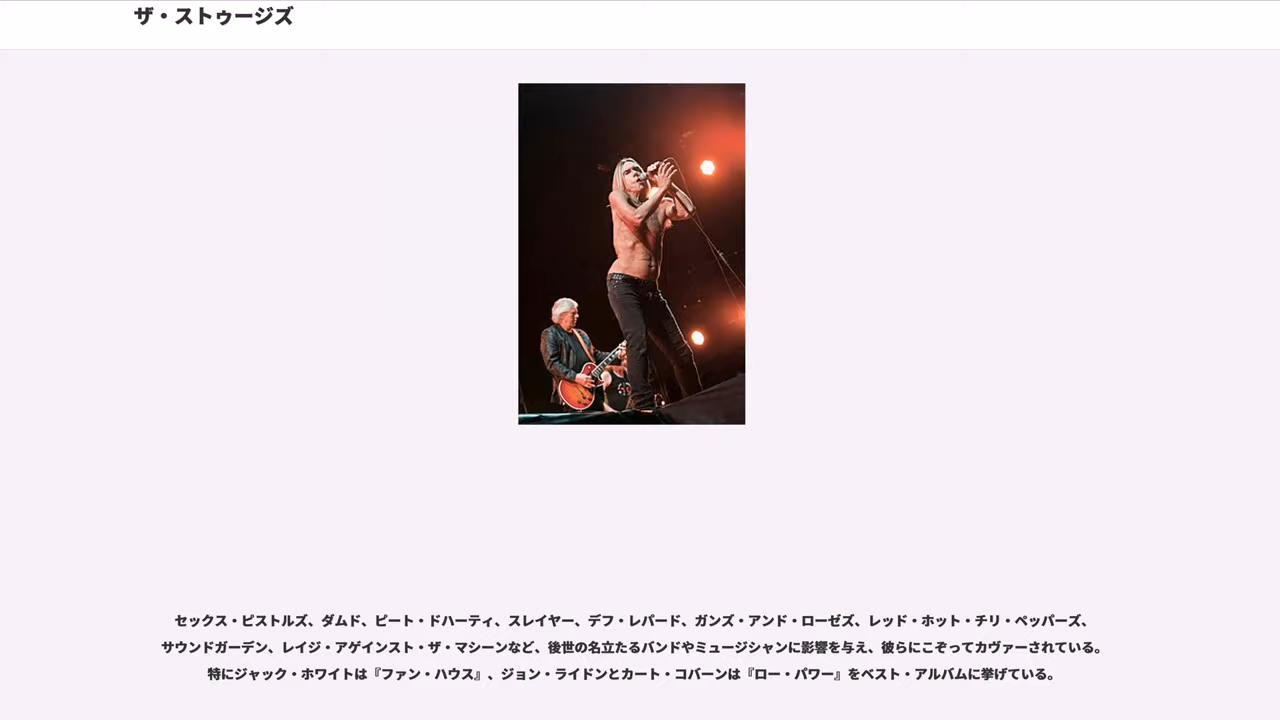 ザ・ストゥージズ
セックス・ピストルズ、ダムド、ピート・ドハーティ、スレイヤー、デフ・レパード、ガンズ・アンド・ローゼズ、レッド・ホット・チリ・ペッパーズ、
サウンドガーデン、レイジ・アゲインスト・ザ・マシーンなど、後世の名立たるバンドやミュージシャンに影響を与え、彼らにこぞってカヴァーされている。
特にジャック・ホワイトは『ファン・ハウス』、ジョン・ライドンとカート・コバーンは『ロー・パワー』をベスト・アルバムに挙げている。